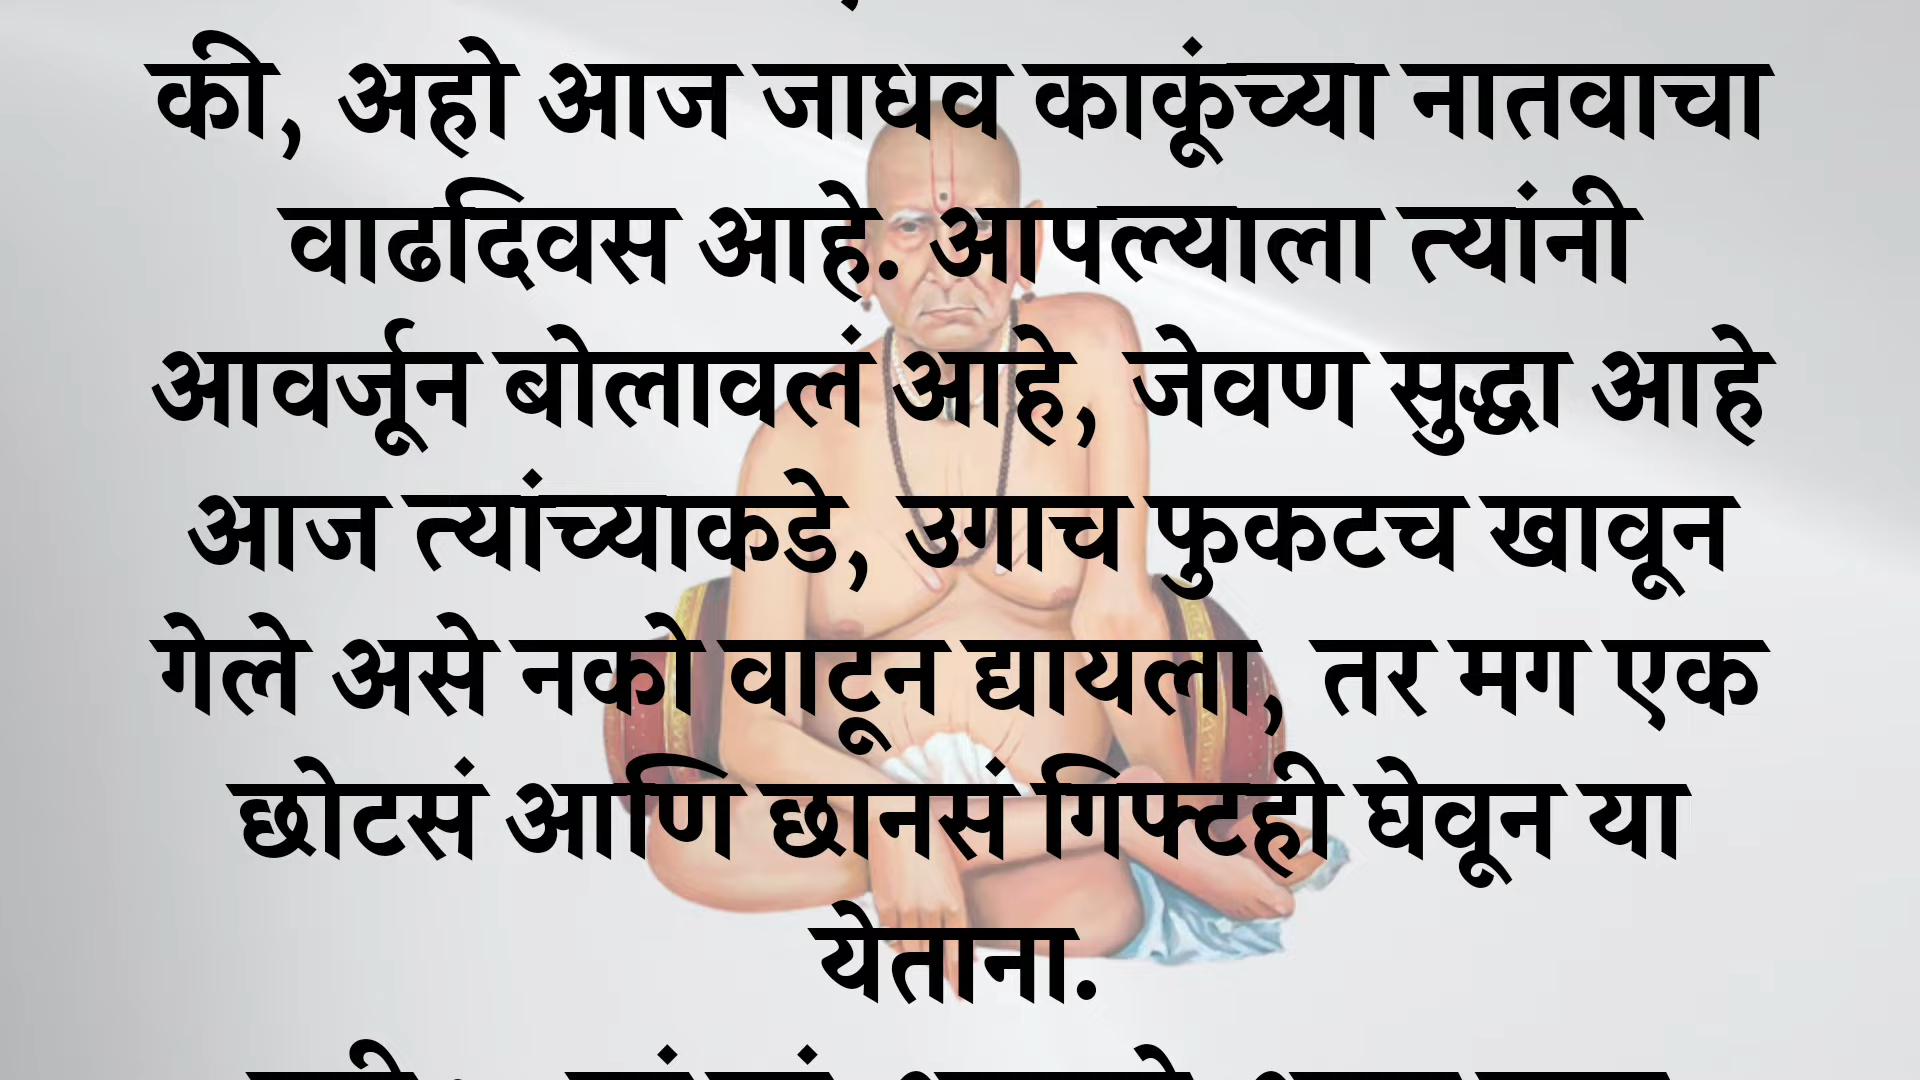 की, अहो आज जाधव काकूंच्या नातवाचा
वाढदिवस आहे. आपल्याला त्यांनी
आवर्जून बोलावलं आहे, जेवण सुद्धा आहे
आज त्यांच्याकडे, उगाच फुकटच खावून
गेले असे नको वाटून द्यायला, तर मग एक
छोटसं आणि छानसं गिफ्टही घेवून या
येताना.